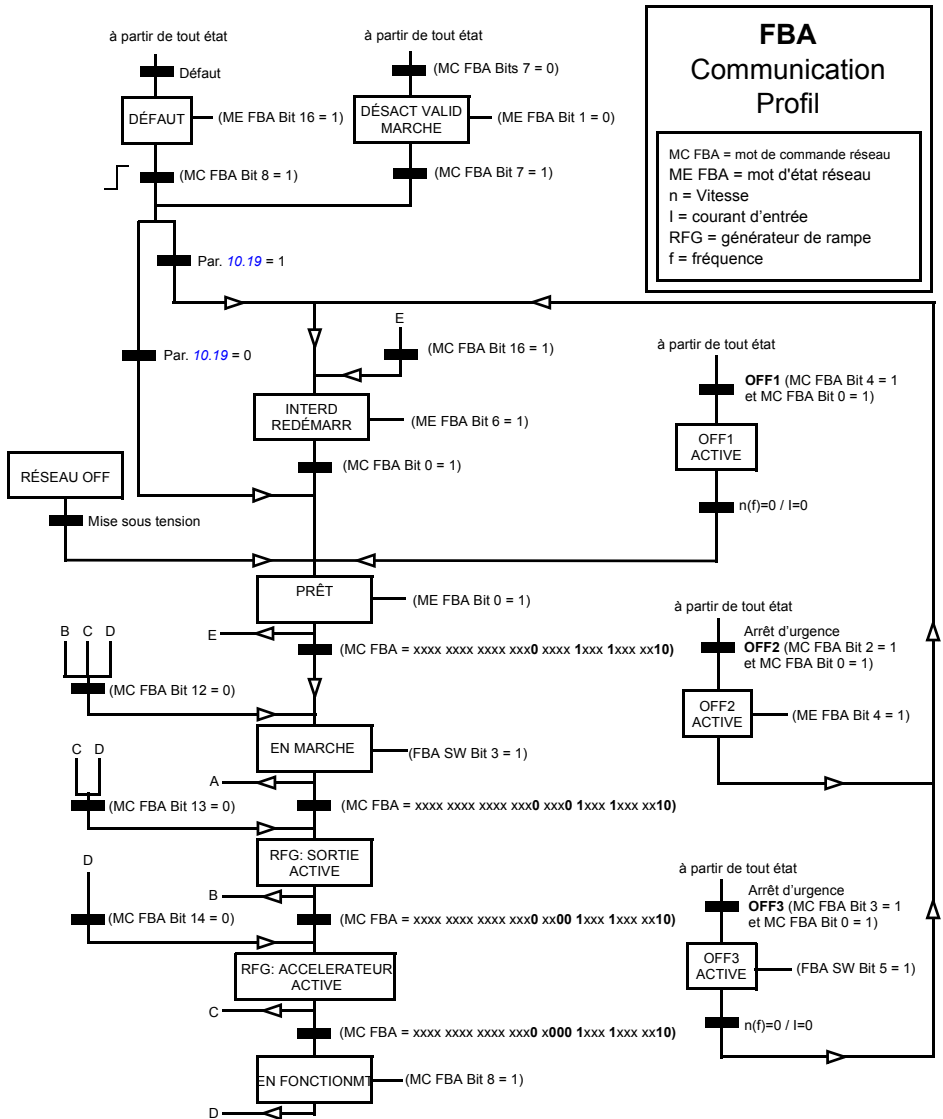 à partir de tout état
Défaut
DÉFAUT
(ME FBA Bit 16 = 1)
(MC FBA Bit 8 = 1)
à partir de tout état
(MC FBA Bits 7 = 0)
DÉSACT VALID
MARCHE
(ME FBA Bit 1 = 0)
(MC FBA Bit 7 = 1)
FBA
Communication
Profil
MC FBA = mot de commande réseau
ME FBA = mot d'état réseau
n = Vitesse
I = courant d'entrée
RFG = générateur de rampe
f = fréquence
Par. 10.19 = 1
Par. 10.19 = 0
E
(MC FBA Bit 16 = 1)
INTERD
REDÉMARR
(ME FBA Bit 6 = 1)
(MC FBA Bit 0 = 1)
à partir de tout état
OFF1 (MC FBA Bit 4 = 1
et MC FBA Bit 0 = 1)
OFF1
ACTIVE
n(f)=0 / I=0
RÉSEAU OFF
Mise sous tension
PRÊT
(ME FBA Bit 0 = 1)
E
(MC FBA = xxxx xxxx xxxx xxx0 xxxx 1xxx 1xxx xx10)
B C D
(MC FBA Bit 12 = 0)
à partir de tout état
Arrêt d'urgence
OFF2 (MC FBA Bit 2 = 1
et MC FBA Bit 0 = 1)
OFF2
ACTIVE
(ME FBA Bit 4 = 1)
EN MARCHE
(FBA SW Bit 3 = 1)
C D
A
(MC FBA Bit 13 = 0)
(MC FBA = xxxx xxxx xxxx xxx0 xxx0 1xxx 1xxx xx10)
RFG: SORTIE
ACTIVE
D
B
(MC FBA Bit 14 = 0)
(MC FBA = xxxx xxxx xxxx xxx0 xx00 1xxx 1xxx xx10)
à partir de tout état
Arrêt d'urgence
OFF3 (MC FBA Bit 3 = 1
et MC FBA Bit 0 = 1)
OFF3
ACTIVE
(FBA SW Bit 5 = 1)
n(f)=0 / I=0
RFG: ACCELERATEUR
ACTIVE
C
(MC FBA = xxxx xxxx xxxx xxx0 x000 1xxx 1xxx xx10)
EN FONCTIONMT
(MC FBA Bit 8 = 1)
D